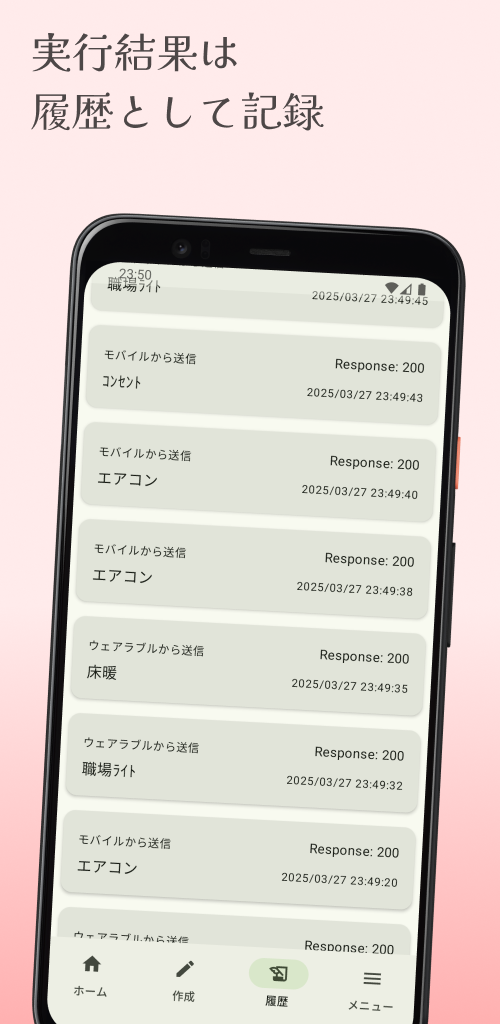 実行結果は
履歴として記録
23:50
職場ﾗｲﾄ
2025/03/27 23:49:45
モバイルから送信
Response: 200
ｺﾝｾﾝﾄ
2025/03/27 23:49:43
モバイルから送信
Response: 200
エアコン
2025/03/27 23:49:40
モバイルから送信
Response: 200
エアコン
2025/03/27 23:49:38
ウェアラブルから送信
Response: 200
床暖
2025/03/27 23:49:35
ウェアラブルから送信
Response: 200
職場ﾗｲﾄ
2025/03/27 23:49:32
モバイルから送信
Response: 200
エアコン
2025/03/27 23:49:20
ウェアラブルから送信
Response: 200
ホーム
作成
履歴
メニュー